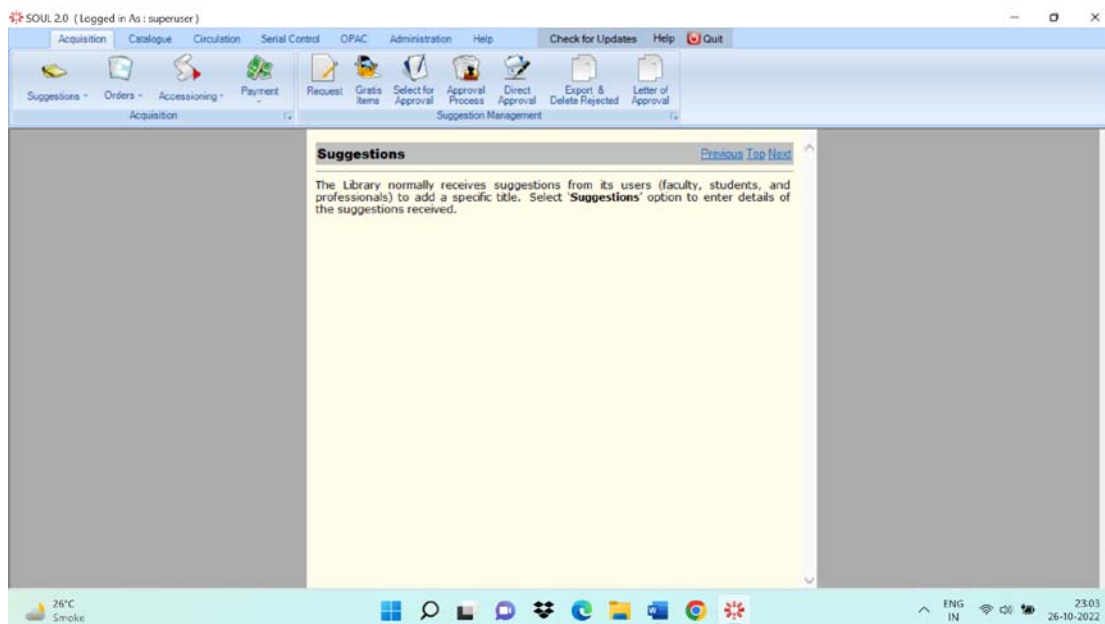 SOUL 2.0 ( Logged in As : superuser )
Acquisition Catalogue Circulation Serial Control OPAC Administration Help Check for Updates Help Quit
Suggestions Orders Accessioning Payment Request Gratis Items Select for Approval Approval Process Direct Approval Export & Delete Rejected Letter of Approval
Acquisition Suggestion Management
Suggestions Previous Top Next
The Library normally receives suggestions from its users (faculty, students, and
professionals) to add a specific title. Select 'Suggestions' option to enter details of
the suggestions received.
26°C
Smoke
ENG
IN
23:03
26-10-2022